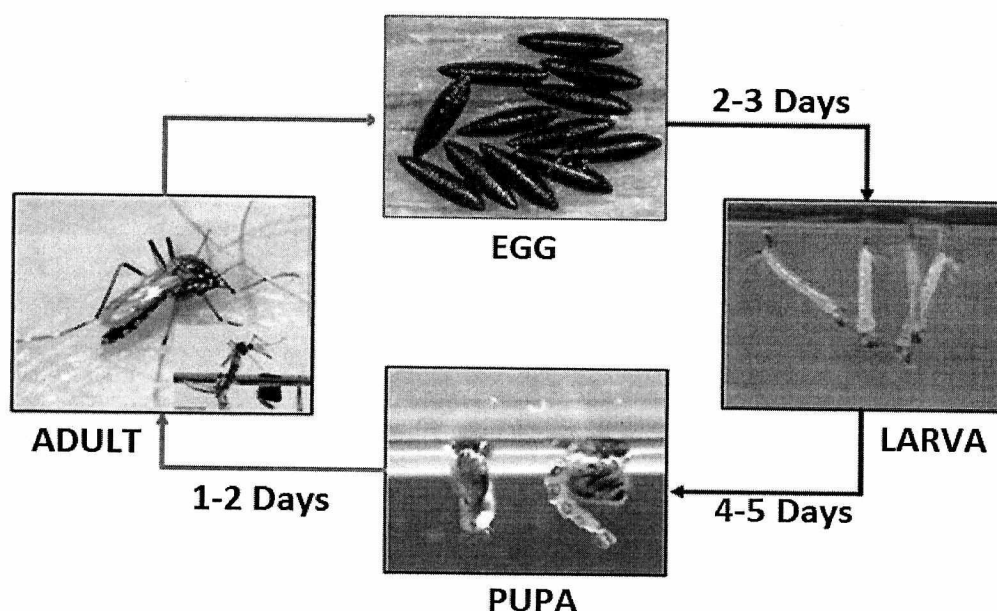 2-3 Days
EGG
ADULT
LARVA
1-2 Days
4-5 Days
PUPA